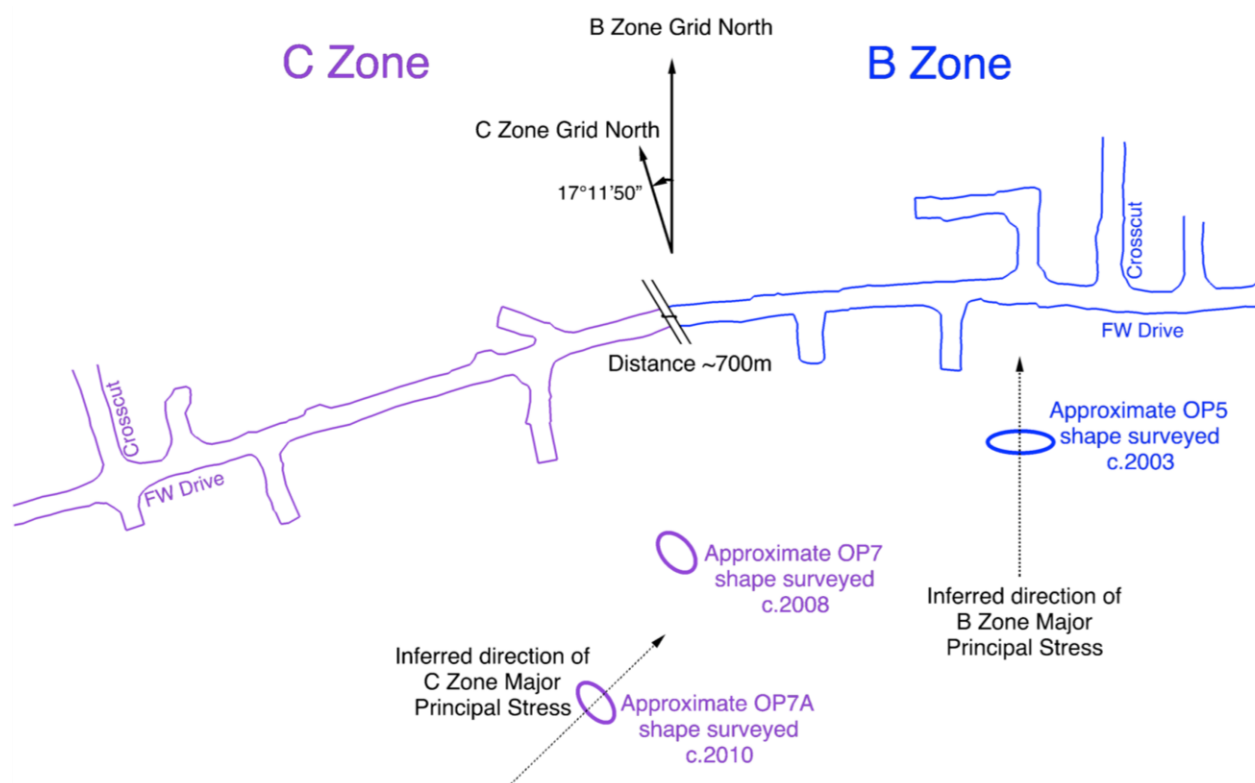 B Zone Grid North
C Zone
B Zone
C Zone Grid North
17°11'50”
Crosscut
FW Drive
Distance ~700m
Crosscut
FW Drive
Approximate OP5
shape surveyed
c.2003
Approximate OP7
shape surveyed
c.2008
Inferred direction of
B Zone Major
Principal Stress
Inferred direction of
C Zone Major
Principal Stress
Approximate OP7A
shape surveyed
c.2010